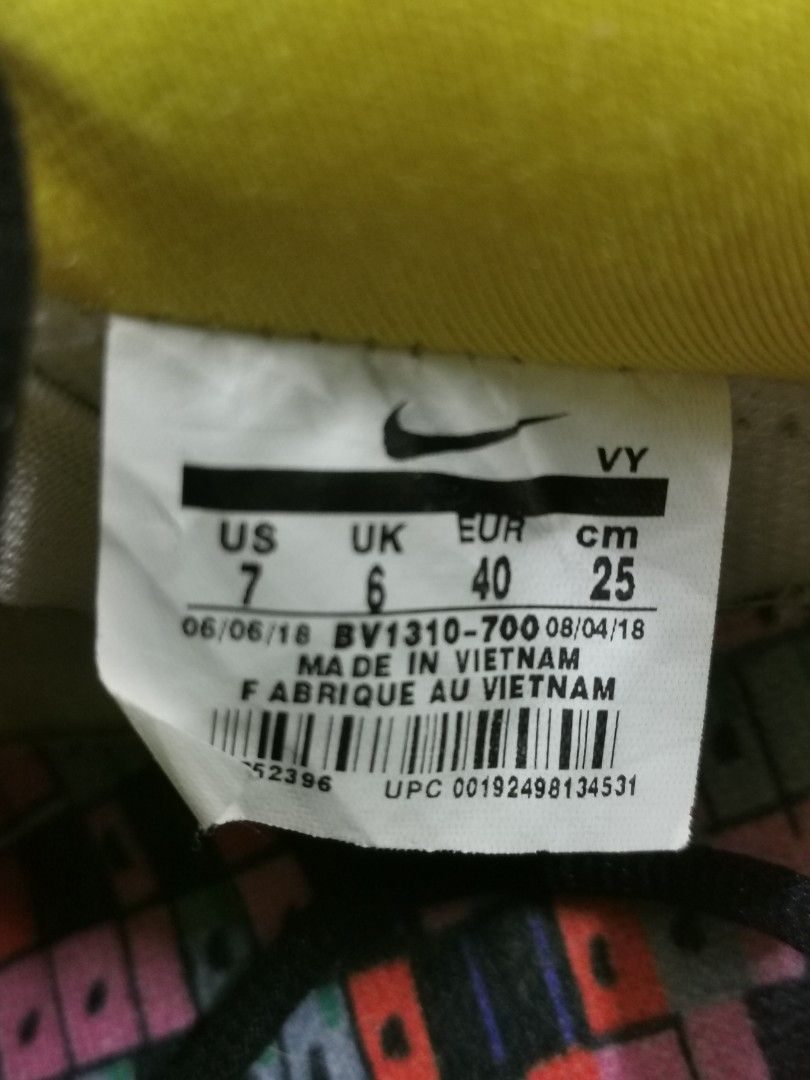 VY
US UK EUR cm
7 6 40 25
06/06/18 BV1310-700 08/04/18
MADE IN VIETNAM
FABRIQUE AU VIETNAM
52396 UPC 00192498134531